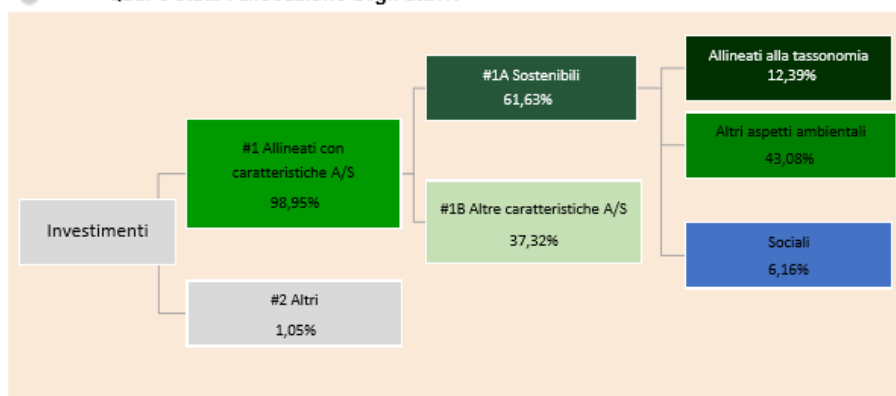 Investimenti
#1 Allineati con
caratteristiche A/S
98,95%
#2 Altri
1,05%
#1A Sostenibili
61,63%
#1B Altre caratteristiche A/S
37,32%
Allineati alla tassonomia
12,39%
Altri aspetti ambientali
43,08%
Sociali
6,16%